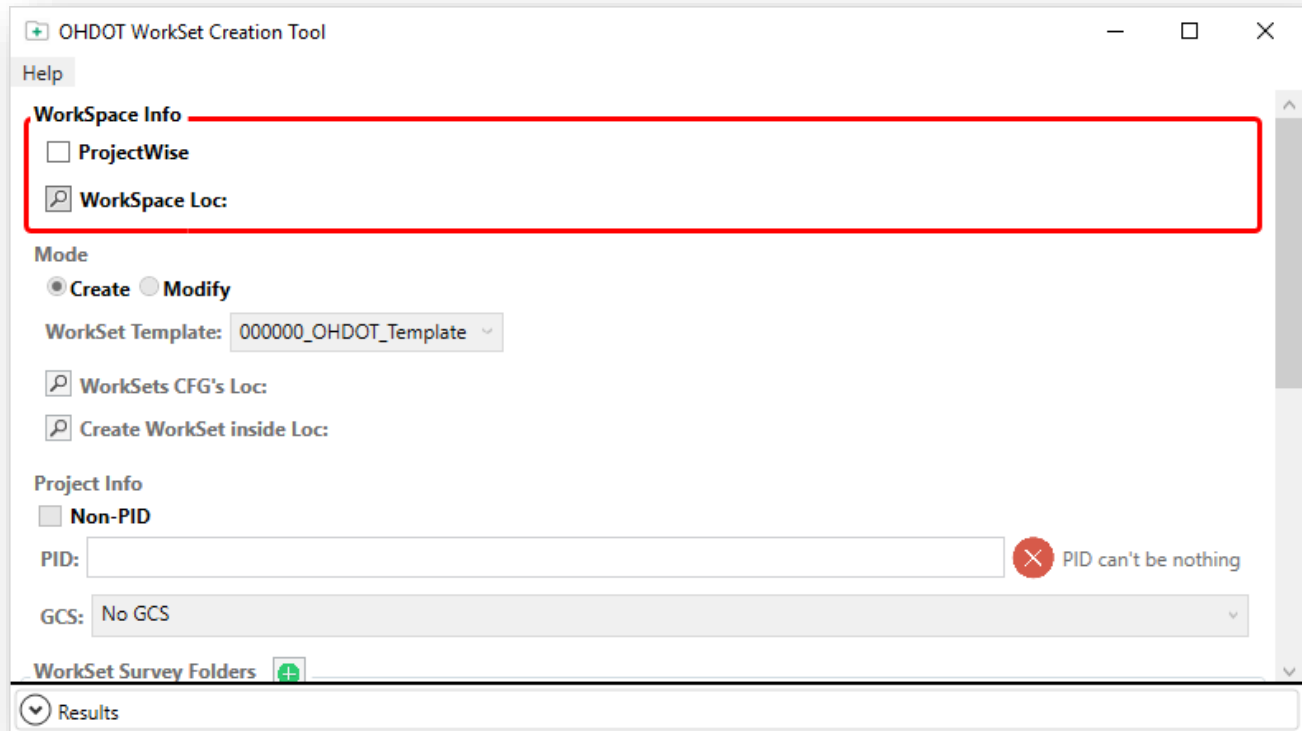 OHDOT WorkSet Creation Tool
Help
WorkSpace Info
ProjectWise
WorkSpace Loc:
Mode
Create Modify
WorkSet Template: 000000_OHDOT_Template
WorkSets CFG's Loc:
Create WorkSet inside Loc:
Project Info
Non-PID
PID: PID can't be nothing
GCS: No GCS
WorkSet Survey Folders
Results